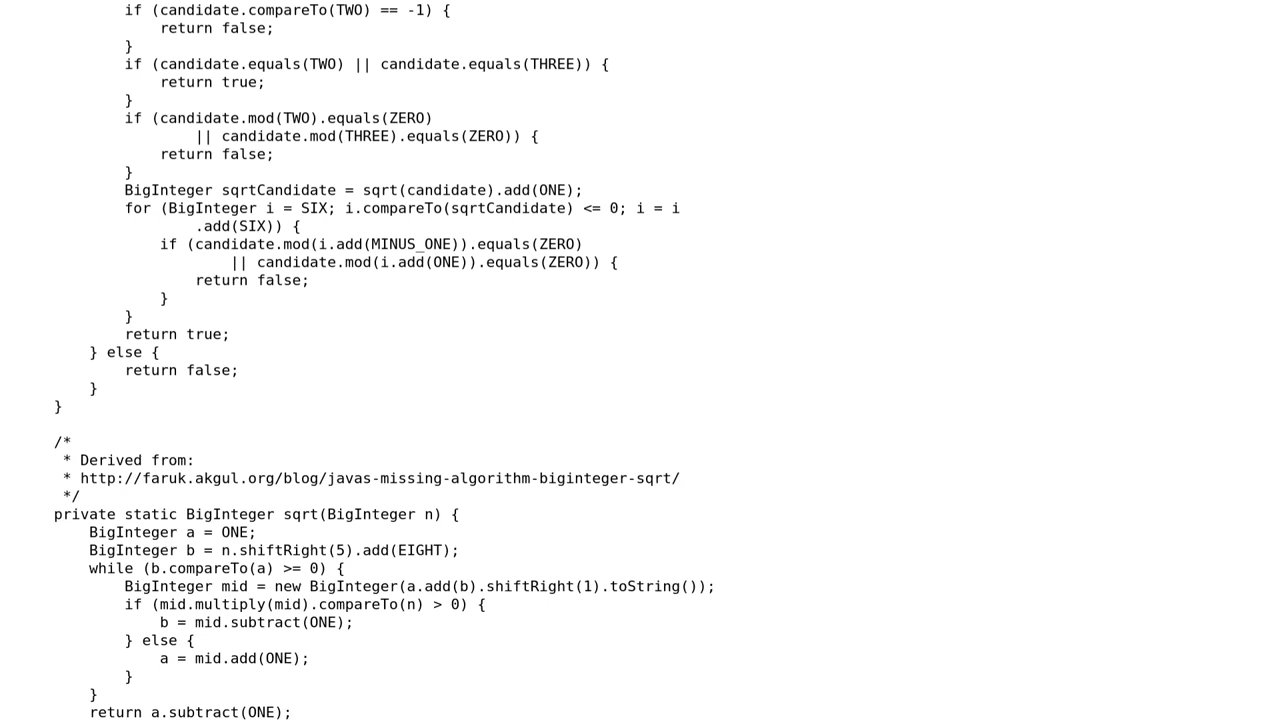 if (candidate.compareTo(TWO) == -1) {
            return false;
        }
        if (candidate.equals(TWO) || candidate.equals(THREE)) {
            return true;
        }
        if (candidate.mod(TWO).equals(ZERO)
                || candidate.mod(THREE).equals(ZERO)) {
            return false;
        }
        BigInteger sqrtCandidate = sqrt(candidate).add(ONE);
        for (BigInteger i = SIX; i.compareTo(sqrtCandidate) <= 0; i = i
                .add(SIX)) {
            if (candidate.mod(i.add(MINUS_ONE)).equals(ZERO)
                    || candidate.mod(i.add(ONE)).equals(ZERO)) {
                return false;
            }
        }
        return true;
    } else {
        return false;
    }
}

/*
 * Derived from:
 * http://faruk.akgul.org/blog/javas-missing-algorithm-biginteger-sqrt/
 */
private static BigInteger sqrt(BigInteger n) {
    BigInteger a = ONE;
    BigInteger b = n.shiftRight(5).add(EIGHT);
    while (b.compareTo(a) >= 0) {
        BigInteger mid = new BigInteger(a.add(b).shiftRight(1).toString());
        if (mid.multiply(mid).compareTo(n) > 0) {
            b = mid.subtract(ONE);
        } else {
            a = mid.add(ONE);
        }
    }
    return a.subtract(ONE);